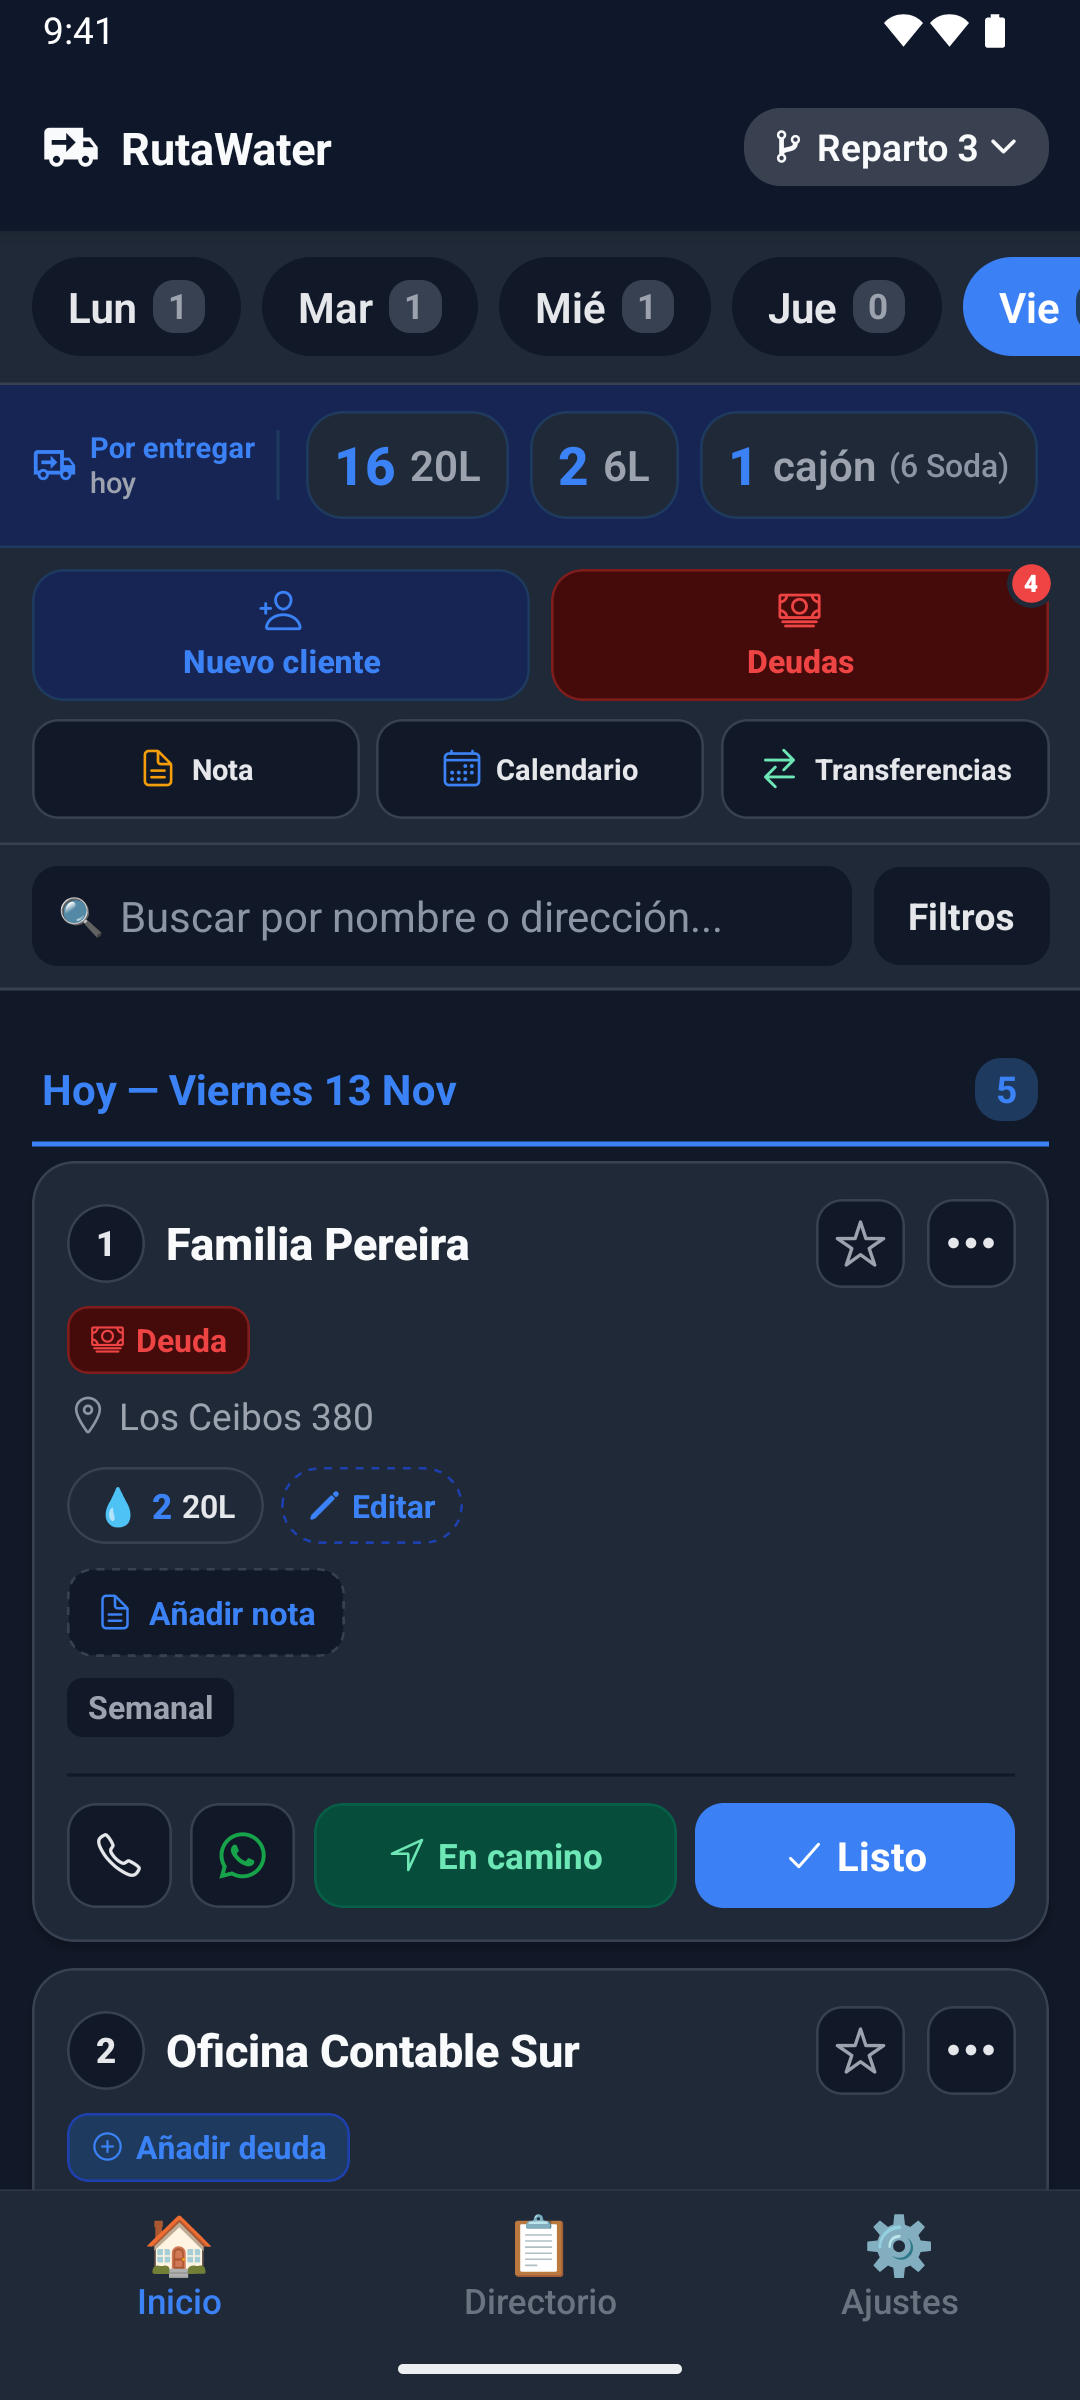 9:41
RutaWater
Reparto 3
Lun 1 Mar 1 Mié 1 Jue 0 Vie
Por entregar
hoy
16 20L 2 6L 1 cajón (6 Soda)
4
Nuevo cliente Deudas
Nota Calendario Transferencias
Buscar por nombre o dirección... Filtros
Hoy — Viernes 13 Nov 5
1 Familia Pereira
Deuda
Los Ceibos 380
2 20L Editar
Añadir nota
Semanal
En camino Listo
2 Oficina Contable Sur
Añadir deuda
Inicio Directorio Ajustes